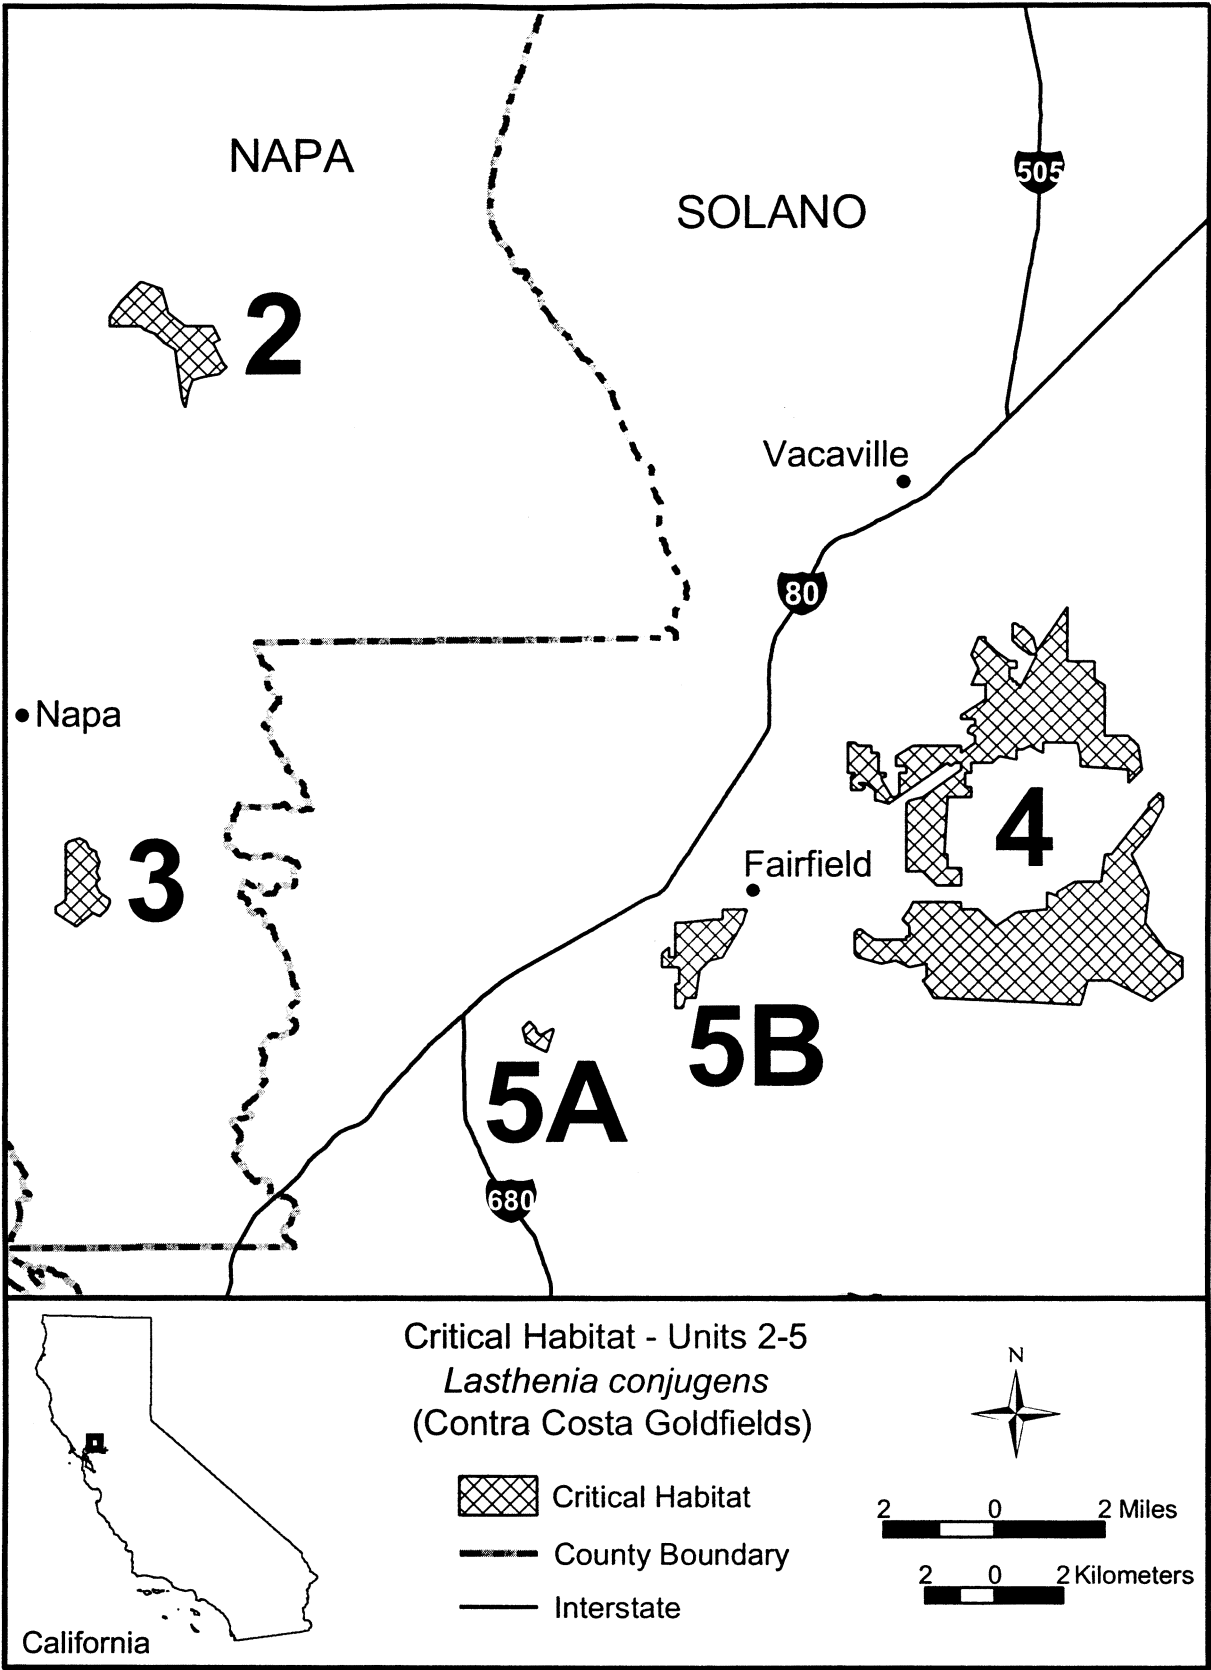 NAPA
505
SOLANO
2
Vacaville
80
Napa
4
3
Fairfield
5B
5A
680
Critical Habitat - Units 2-5
Lasthenia conjugens
(Contra Costa Goldfields)
N
Critical Habitat
2 0 2 Miles
County Boundary
2 0 2 Kilometers
Interstate
California